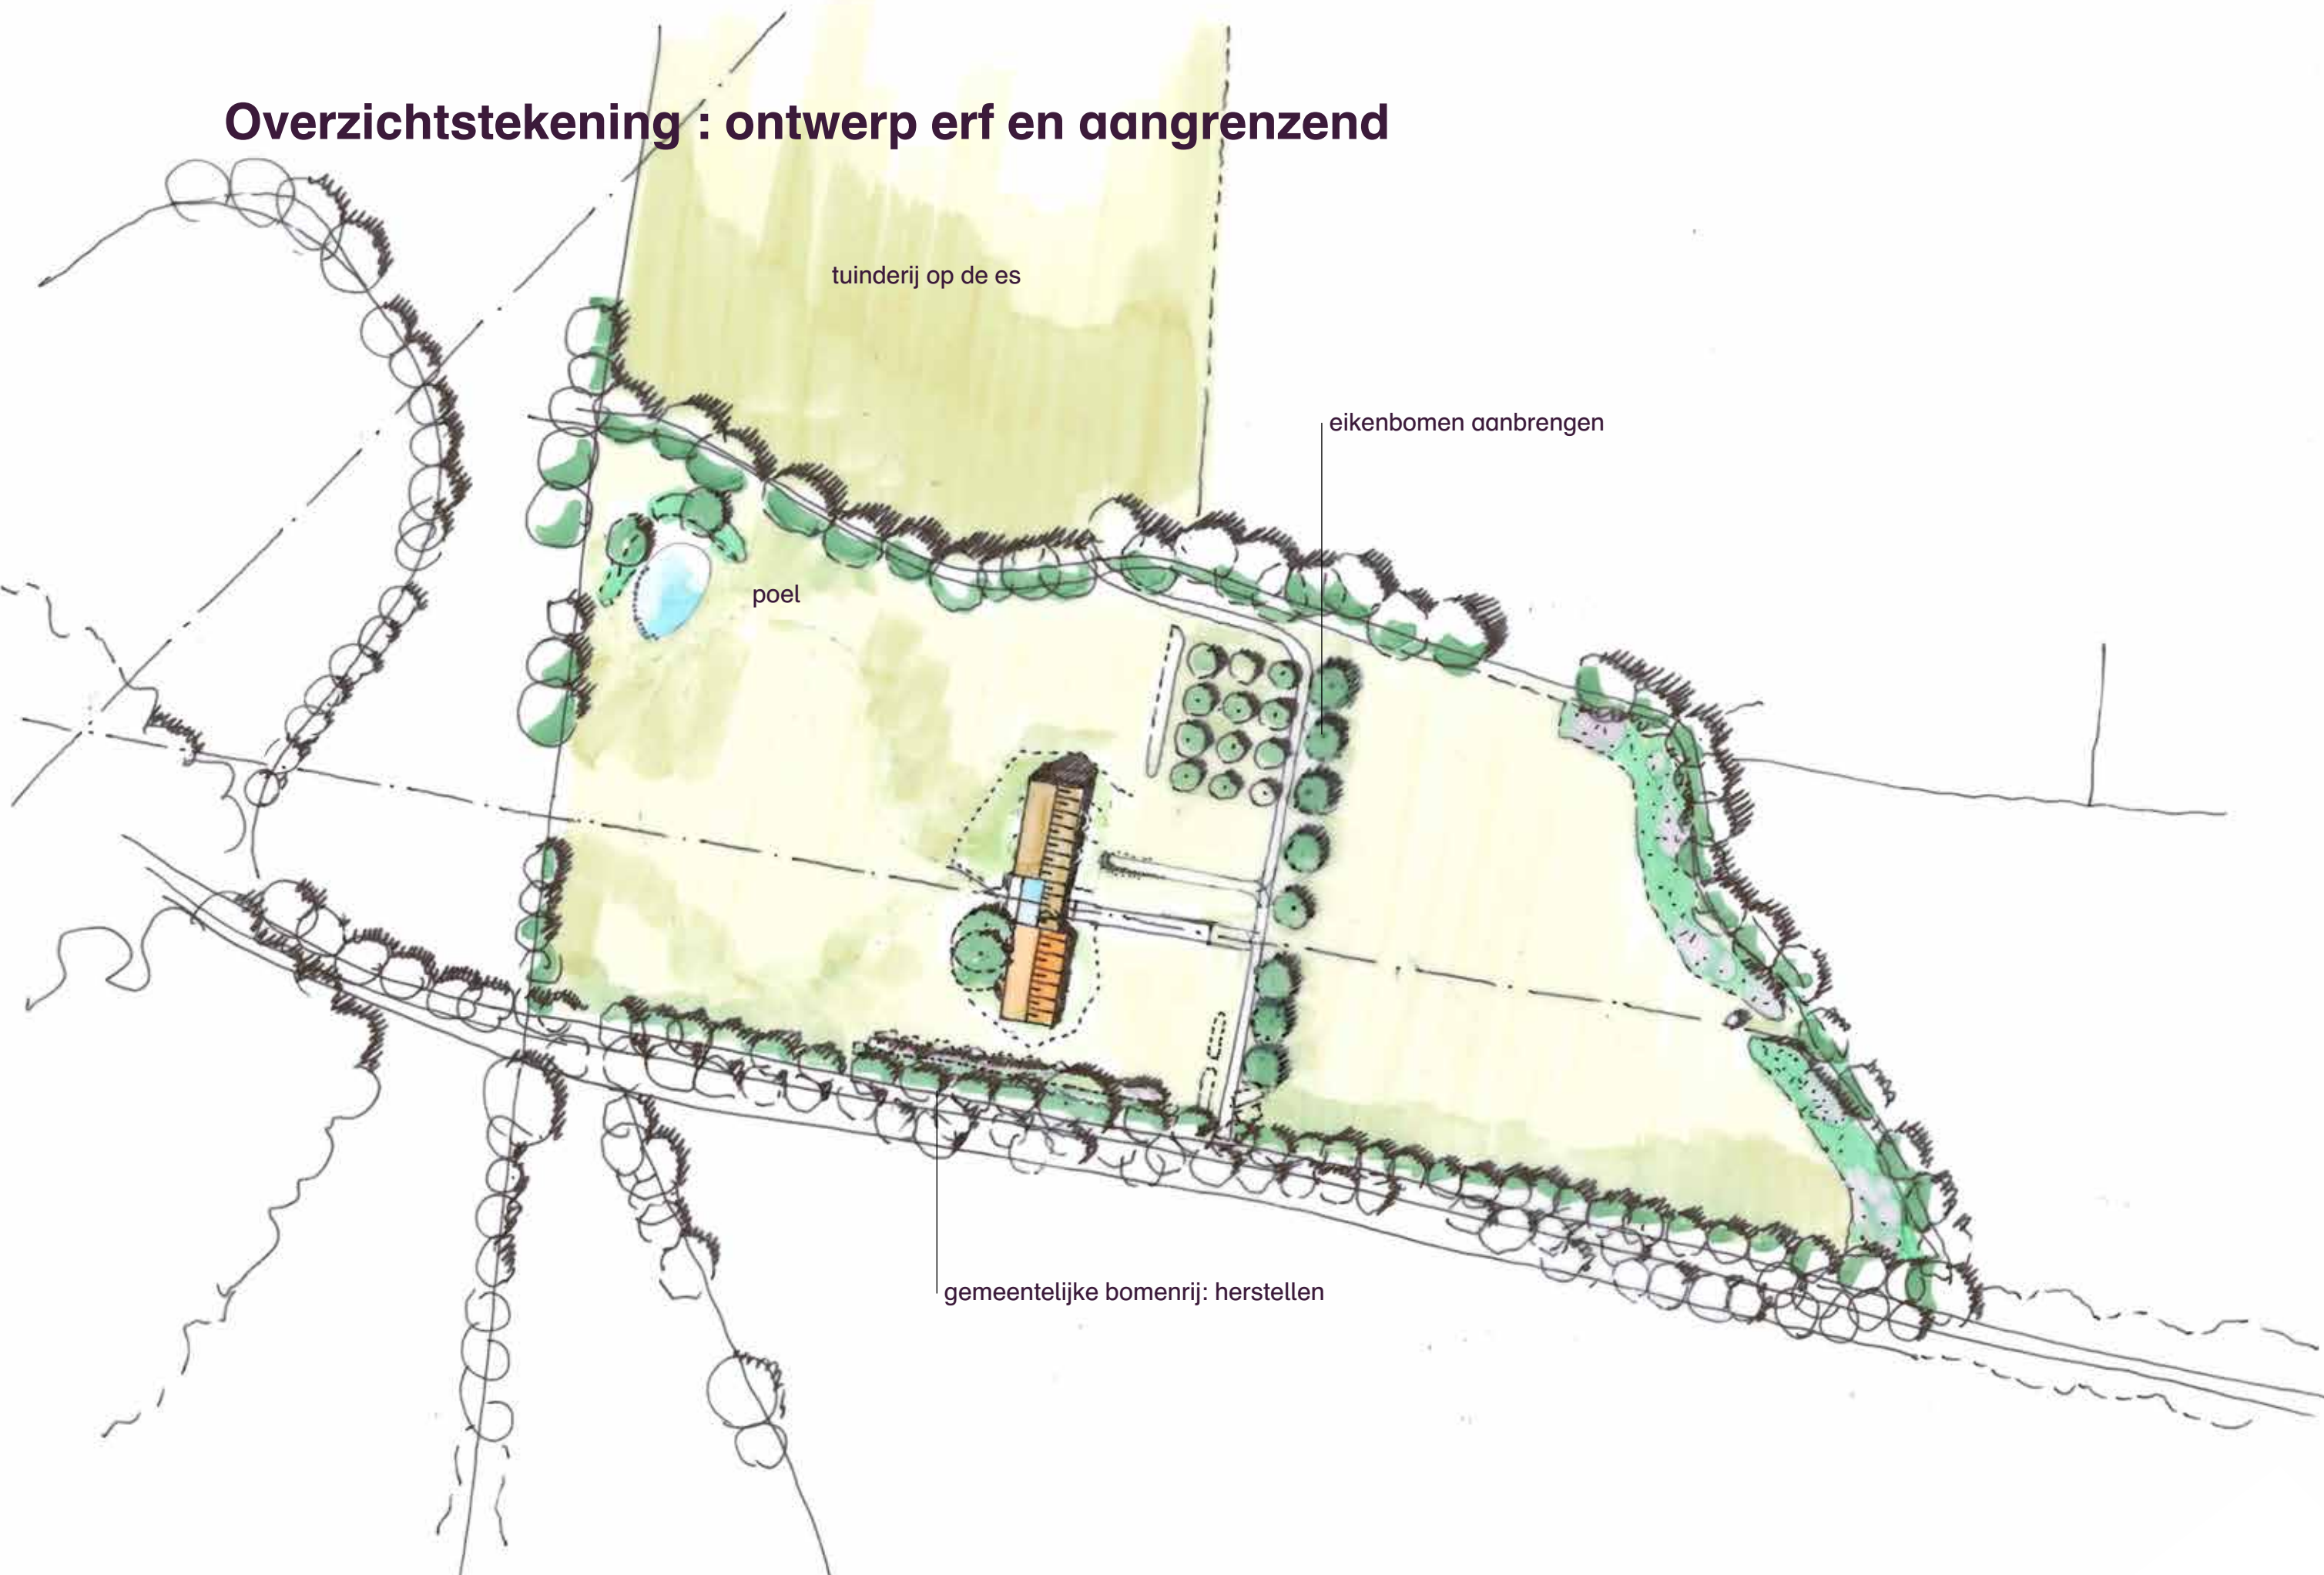 Overzichtstekening : ontwerp erf en aangrenzend
tuinderij op de es
eikenbomen aanbrengen
poel
gemeentelijke bomenrij: herstellen